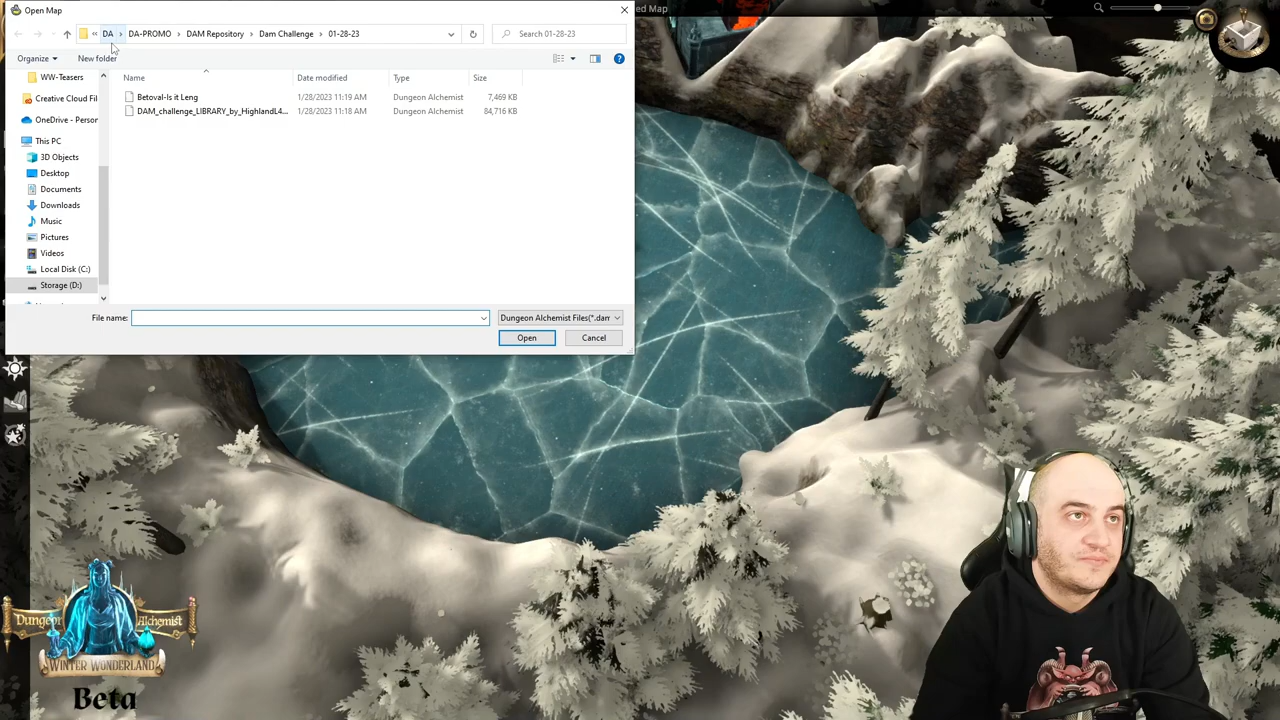 Open Map
ed Map
« DA › DA-PROMO › DAM Repository › Dam Challenge › 01-28-23
Search 01-28-23
Organize
New folder
WW-Teasers
Creative Cloud Fil
OneDrive - Person
This PC
3D Objects
Desktop
Documents
Downloads
Music
Pictures
Videos
Local Disk (C:)
Storage (D:)
Name Date modified Type Size
Betoval-Is it Leng 1/28/2023 11:19 AM Dungeon Alchemist 7,469 KB
DAM_challenge_LIBRARY_by_HighlandL4... 1/28/2023 11:18 AM Dungeon Alchemist 84,716 KB
File name:
Dungeon Alchemist Files(*.dam
Open
Cancel
Dungeon Alchemist
WINTER WONDERLAND
Beta